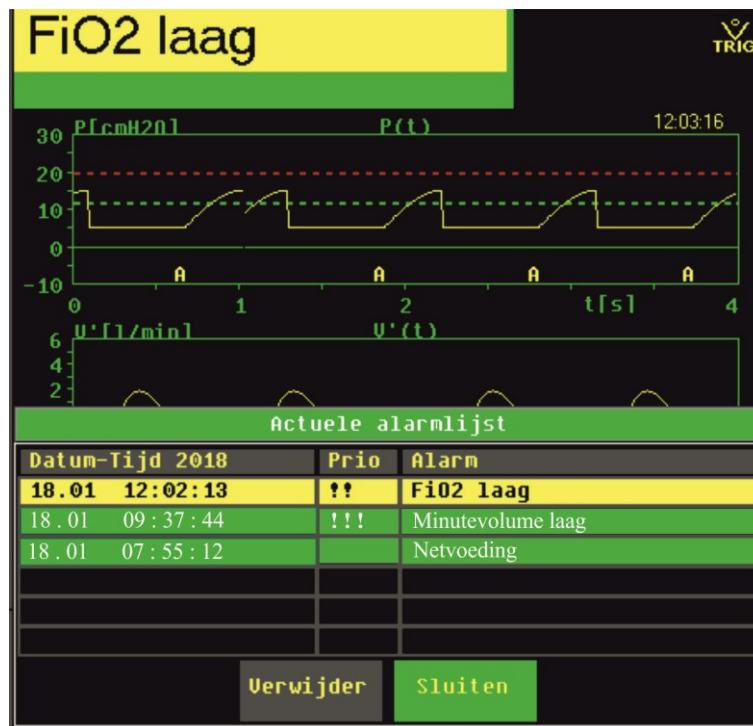 FiO2 laag
TRIG
P[cmH2O] P(t) 12:03:16
30
20
10
0
-10
A A A A
0 1 2 t[s] 4
V'[l/min] V'(t)
6
4
2
Actuele alarmlijst
Datum-Tijd 2018 Prio Alarm
18.01 12:02:13 !! FiO2 laag
18.01 09:37:44 !!! Minutevolume laag
18.01 07:55:12 Netvoeding
Verwijder Sluiten